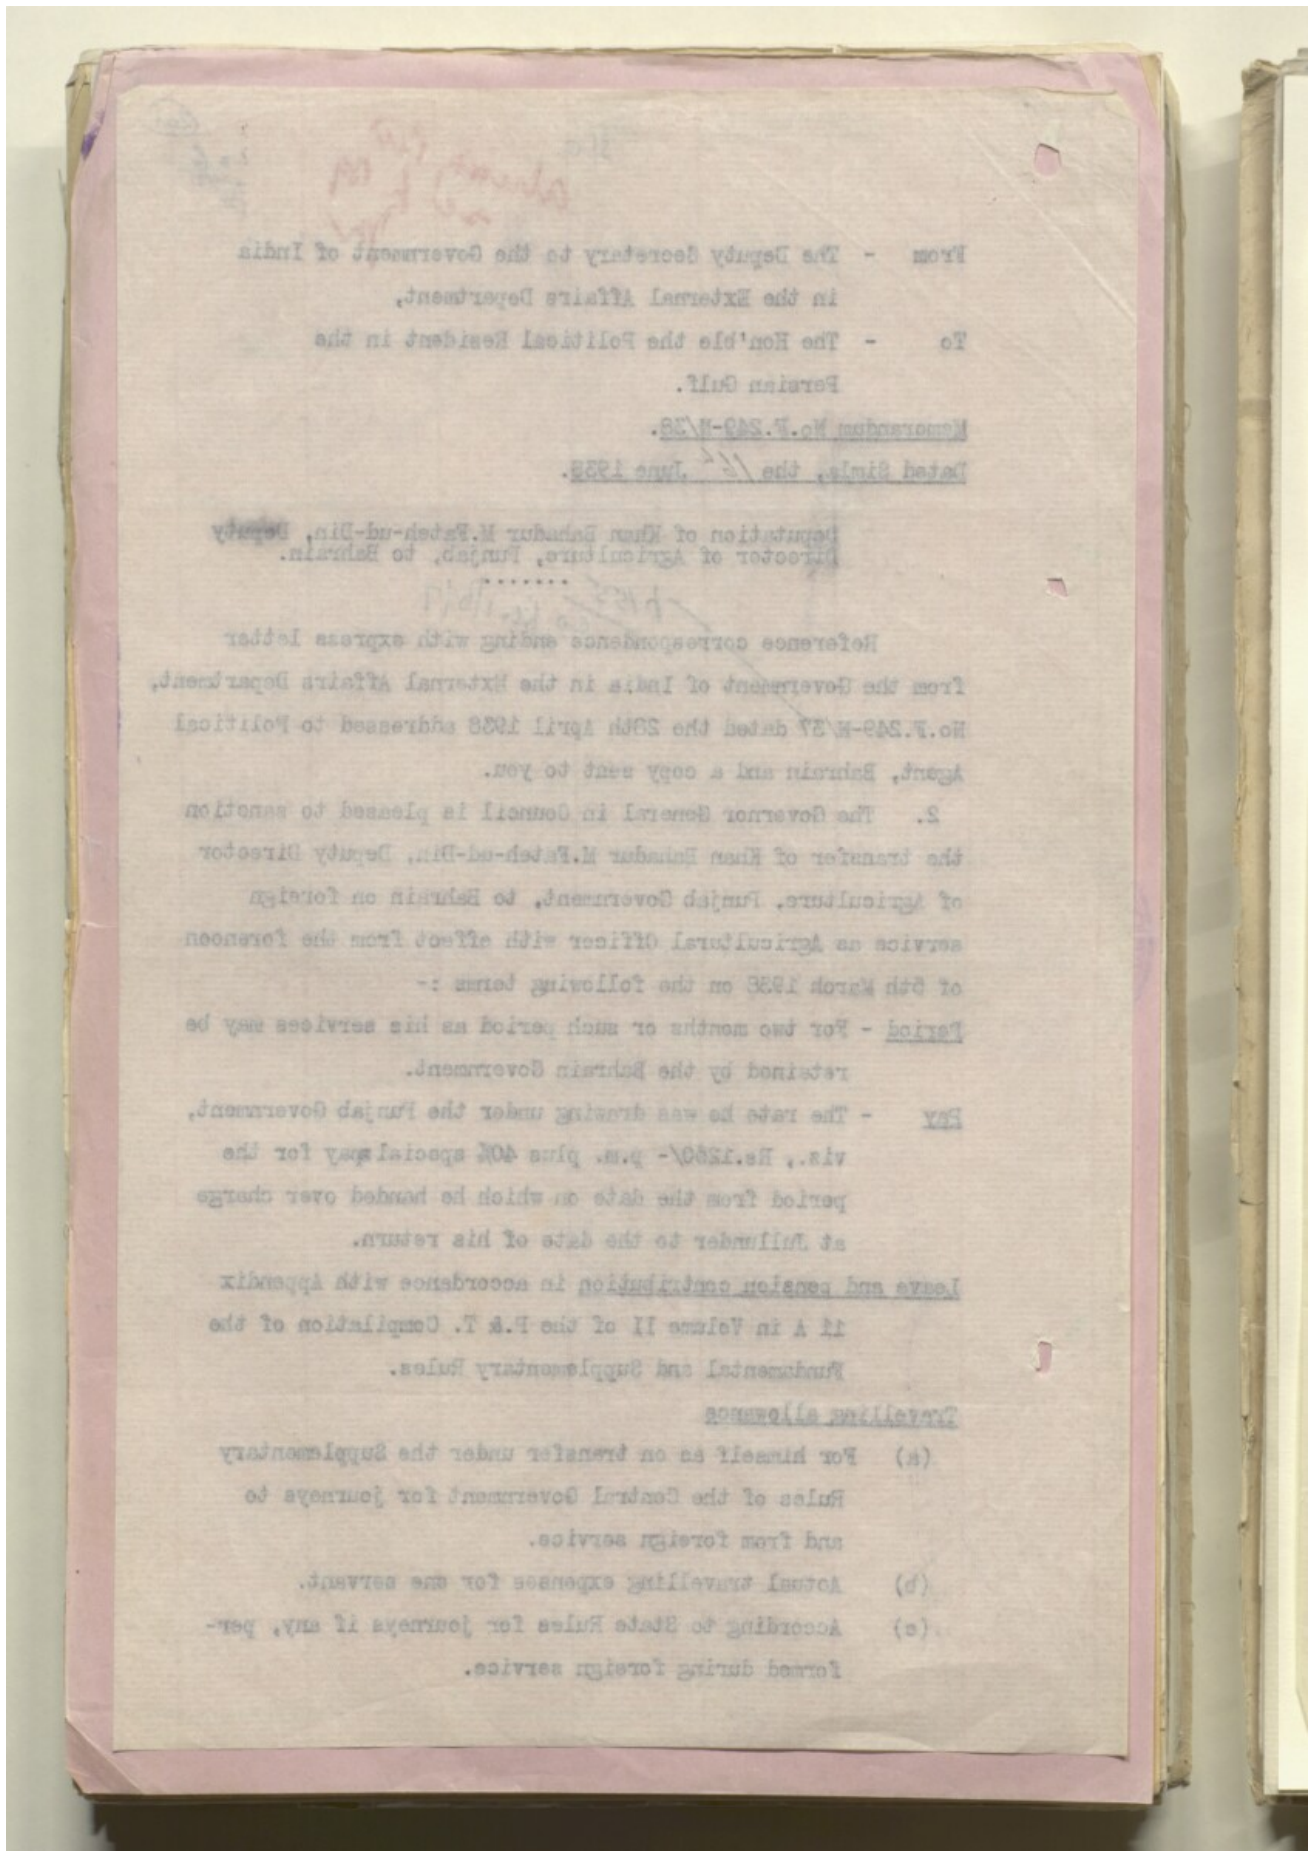 From - The Deputy Secretary to the Government of India
in the External Affairs Department,
To - The Hon'ble the Political Resident in the
Persian Gulf.
Memorandum No.F.249-N/38.
Dated Simla, the 16th June 1938.
Deputation of Khan Bahadur M.Fateh-ud-Din, Deputy
Director of Agriculture, Punjab, to Bahrain.
.......
Reference correspondence ending with express letter
from the Government of India in the External Affairs Department,
No.F.249-N/37 dated the 28th April 1938 addressed to Political
Agent, Bahrain and a copy sent to you.
2. The Governor General in Council is pleased to sanction
the transfer of Khan Bahadur M.Fateh-ud-Din, Deputy Director
of Agriculture, Punjab Government, to Bahrain on foreign
service as Agricultural Officer with effect from the forenoon
of 5th March 1938 on the following terms :-
Period - For two months or such period as his services may be
retained by the Bahrain Government.
Pay - The rate he was drawing under the Punjab Government,
viz., Rs.1260/- p.m. plus 40% special pay for the
period from the date on which he handed over charge
at Jullunder to the date of his return.
Leave and pension contribution in accordance with Appendix
11 A in Volume II of the P.& T. Compilation of the
Fundamental and Supplementary Rules.
Travelling allowance
(a) For himself as on transfer under the Supplementary
Rules of the Central Government for journeys to
and from foreign service.
(b) Actual travelling expenses for one servant.
(c) According to State Rules for journeys if any, per-
formed during foreign service.